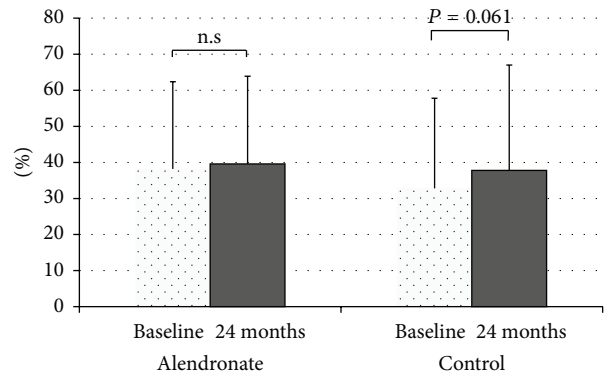 80
70
60
50
40
30
20
10
0
(%)
n.s
P = 0.061
Baseline 24 months
Baseline 24 months
Alendronate
Control